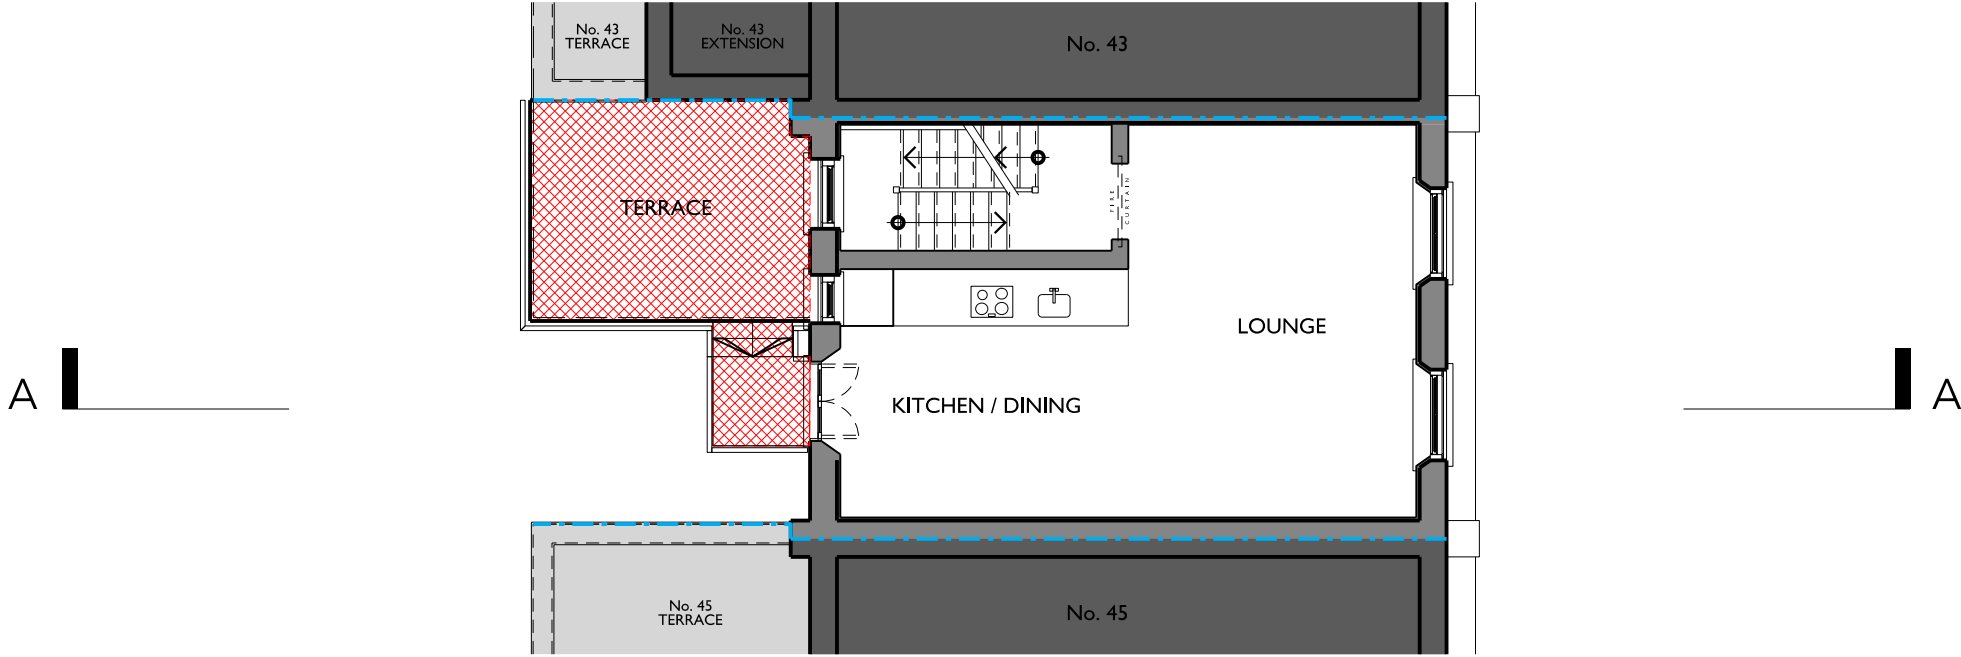 No. 43
TERRACE
No. 43
EXTENSION
No. 43
TERRACE
FIRE
CURTAIN
LOUNGE
A
KITCHEN / DINING
A
No. 45
TERRACE
No. 45